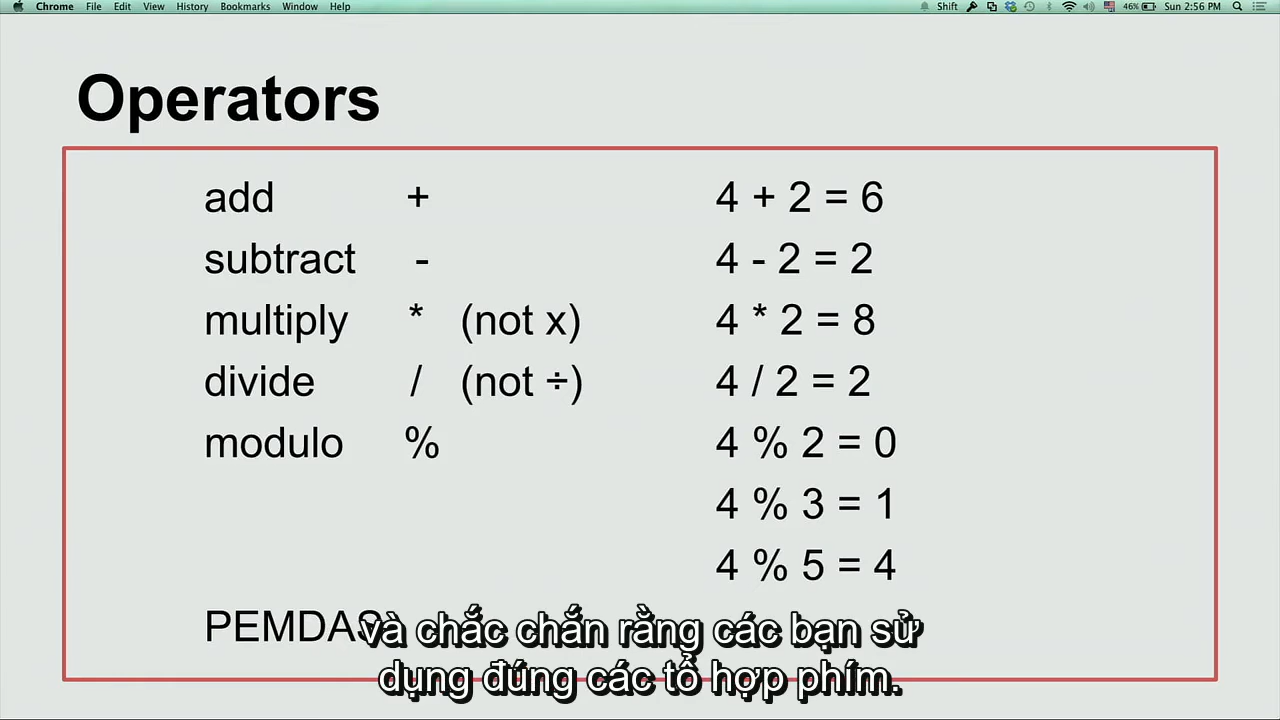 Chrome File Edit View History Bookmarks Window Help Shift 46% Sun 2:56 PM
Operators
add + 4 + 2 = 6
subtract - 4 - 2 = 2
multiply * (not x) 4 * 2 = 8
divide / (not ÷) 4 / 2 = 2
modulo % 4 % 2 = 0
4 % 3 = 1
4 % 5 = 4
PEMDAS
và chắc chắn rằng các bạn sử
dụng đúng các tổ hợp phím.